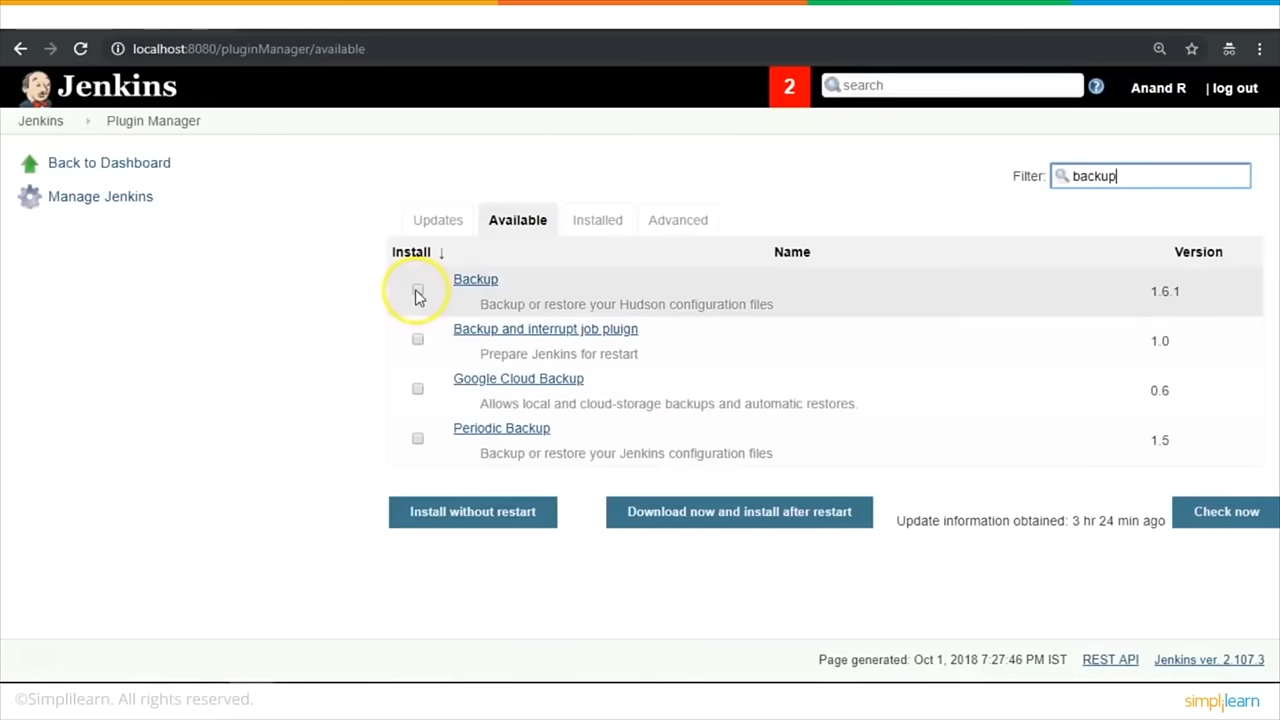 localhost:8080/pluginManager/available
Jenkins
2
search
Anand R
| log out
Jenkins
Plugin Manager
Back to Dashboard
Manage Jenkins
Filter:
backup
Updates
Available
Installed
Advanced
Install ↓
Name
Version
Backup
Backup or restore your Hudson configuration files
1.6.1
Backup and interrupt job pluign
Prepare Jenkins for restart
1.0
Google Cloud Backup
Allows local and cloud-storage backups and automatic restores.
0.6
Periodic Backup
Backup or restore your Jenkins configuration files
1.5
Install without restart
Download now and install after restart
Update information obtained: 3 hr 24 min ago
Check now
Page generated: Oct 1, 2018 7:27:46 PM IST
REST API
Jenkins ver. 2.107.3
©Simplilearn. All rights reserved.
simplilearn